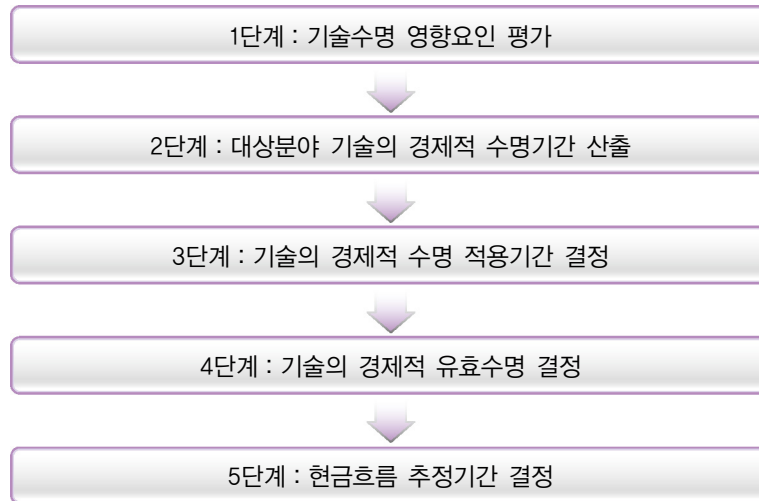 1단계 : 기술수명 영향요인 평가
2단계 : 대상분야 기술의 경제적 수명기간 산출
3단계 : 기술의 경제적 수명 적용기간 결정
4단계 : 기술의 경제적 유효수명 결정
5단계 : 현금흐름 추정기간 결정